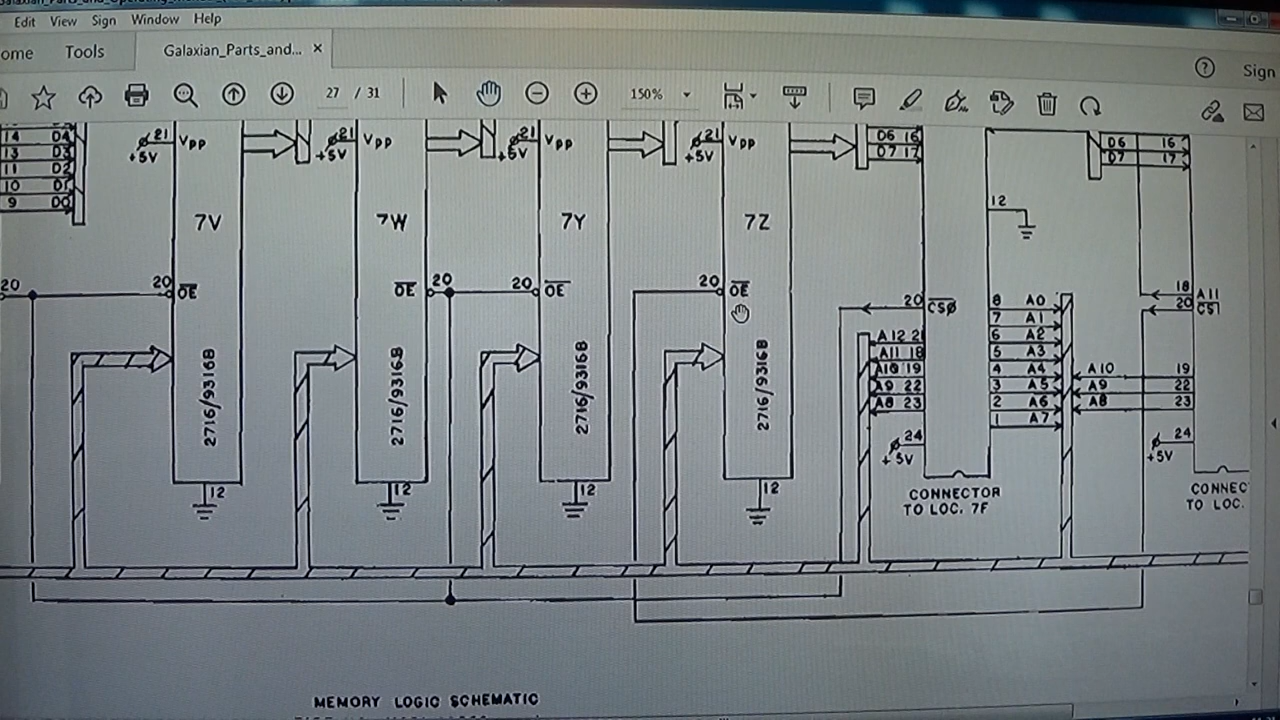 Edit View Sign Window Help
ome Tools Galaxian_Parts_and... × Sign
27 / 31 150%
14 D4
13 D3
11 D2
10 D1
9 D0
21 VPP +5V
21 VPP +5V
21 VPP +5V
21 VPP +5V
D6 16
D7 17
D6 16
D7 17
7V 7W 7Y 7Z
12
20 20 OE OE 20 20 OE 20 OE
20 CSØ
18 A11
20 CS1
8 A0
7 A1
6 A2
5 A3
4 A4
3 A5
2 A6
1 A7
A12 21
A11 18
A10 19
A9 22
A8 23
A10 19
A9 22
A8 23
24 +5V
24 +5V
2716/9316B 2716/9316B 2716/9316B 2716/9316B
12 12 12 12
CONNECTOR
TO LOC. 7F
CONNEC
TO LOC.
MEMORY LOGIC SCHEMATIC